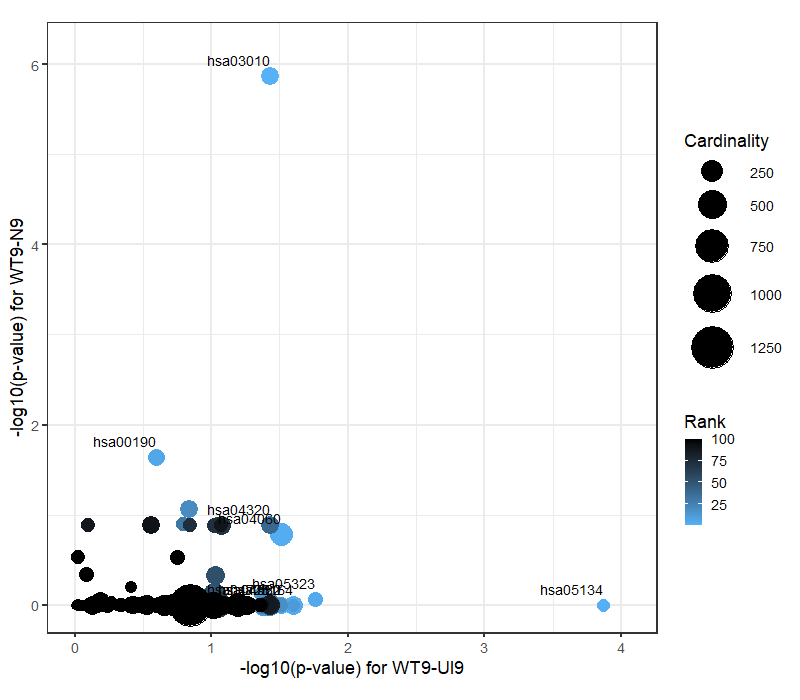 hsa03010
hsa00190
hsa04320
hsa04060
hsa05323
hsa05134
6
4
2
0
0
1
2
3
4
-log10(p-value) for WT9-N9
-log10(p-value) for WT9-UI9
Cardinality
250
500
750
1000
1250
Rank
100
75
50
25